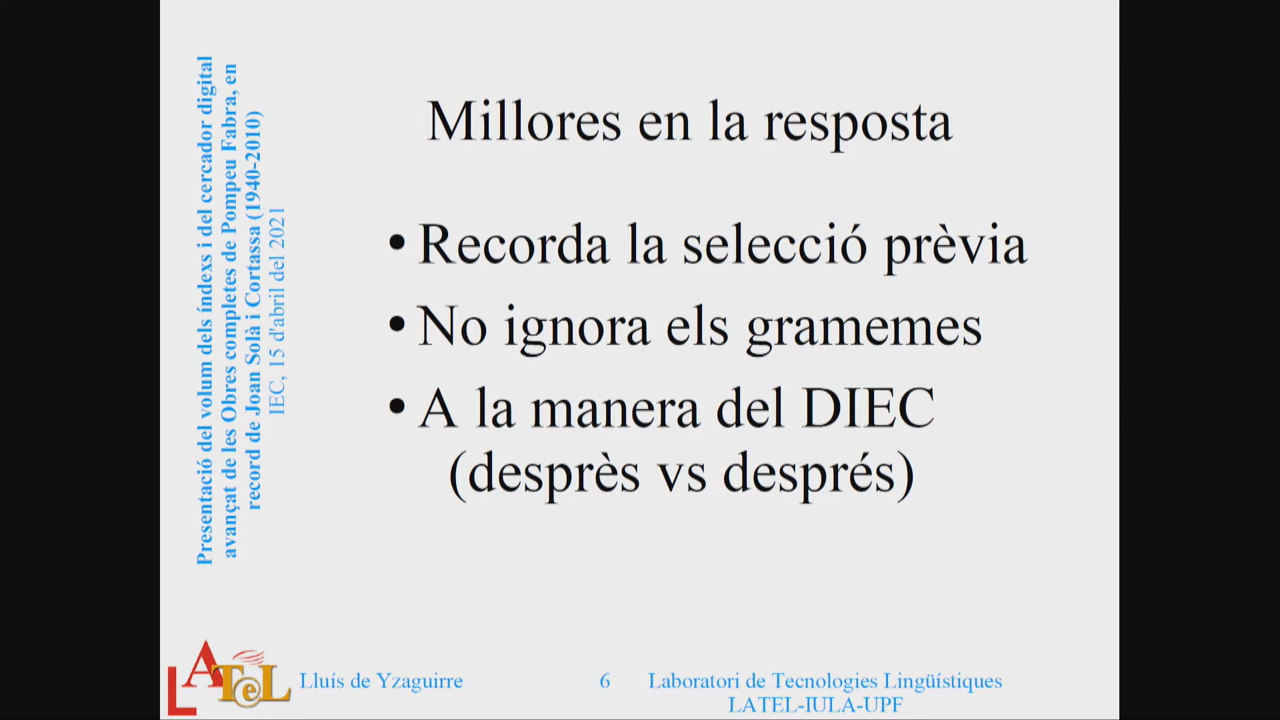 Presentació del volum dels índexs i del cercador digital
avançat de les Obres completes de Pompeu Fabra, en
record de Joan Solà i Cortassa (1940-2010)
IEC, 15 d'abril del 2021
Millores en la resposta
• Recorda la selecció prèvia
• No ignora els gramemes
• A la manera del DIEC
(desprès vs després)
LATeL
Lluís de Yzaguirre
6
Laboratori de Tecnologies Lingüístiques
LATEL-IULA-UPF